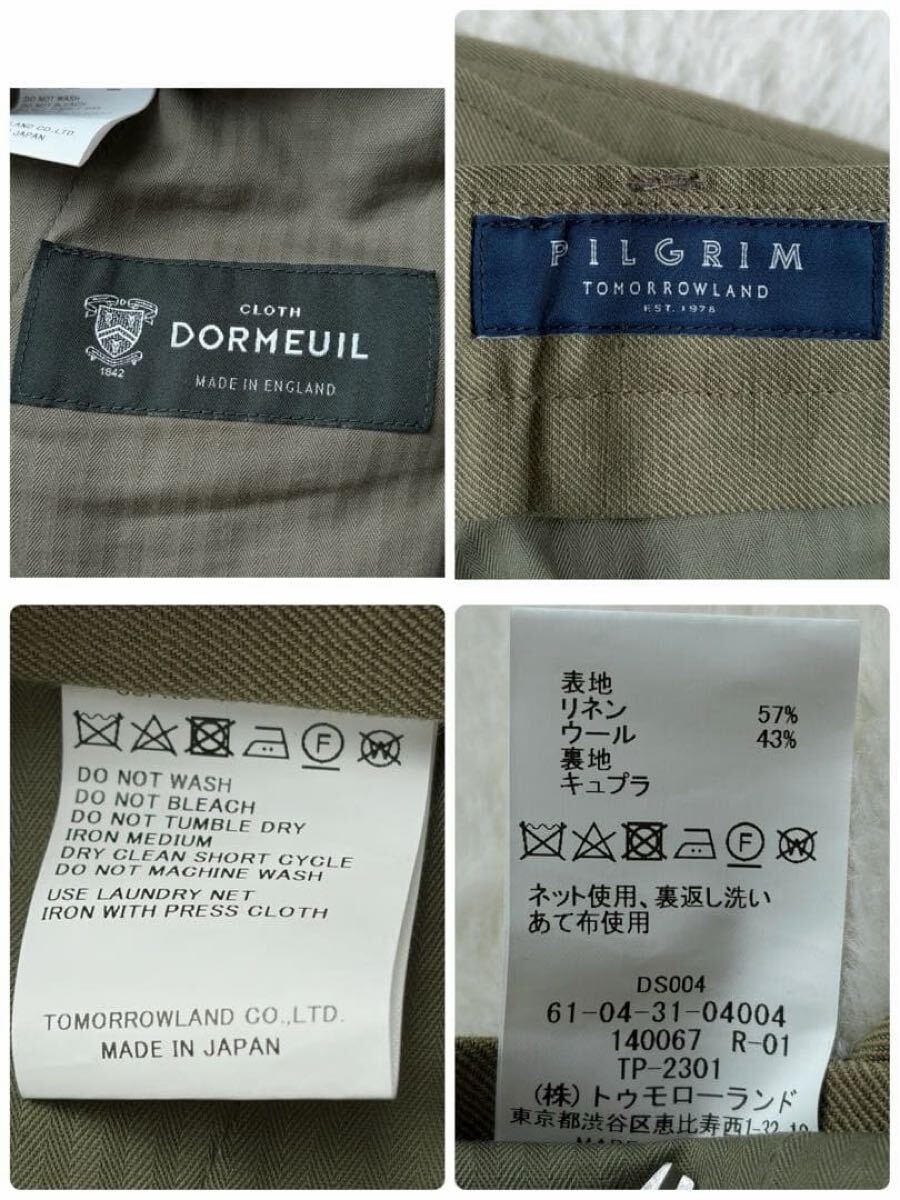 DO NOT WASH
DO NOT BLEACH
LAND CO.,LTD.
JAPAN
CLOTH
DORMEUIL
1842
MADE IN ENGLAND
PILGRIM
TOMORROWLAND
EST. 1978
F
W
DO NOT WASH
DO NOT BLEACH
DO NOT TUMBLE DRY
IRON MEDIUM
DRY CLEAN SHORT CYCLE
DO NOT MACHINE WASH
USE LAUNDRY NET
IRON WITH PRESS CLOTH
TOMORROWLAND CO.,LTD.
MADE IN JAPAN
表地
リネン 57%
ウール 43%
裏地
キュプラ
F
W
ネット使用、裏返し洗い
あて布使用
DS004
61-04-31-04004
140067 R-01
TP-2301
(株)トゥモローランド
東京都渋谷区恵比寿西1-32-18
MADE